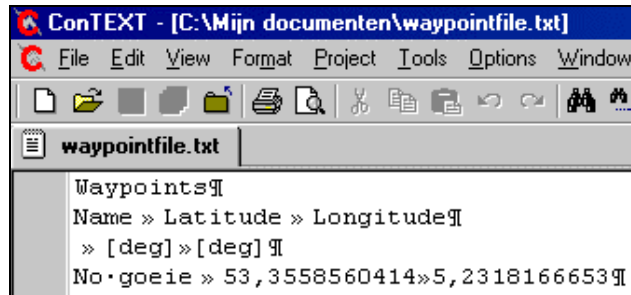 ConTEXT - [C:\Mijn documenten\waypointfile.txt]
File Edit View Format Project Tools Options Window
waypointfile.txt
Waypoints¶
Name » Latitude » Longitude¶
» [deg]»[deg]¶
No·goeie » 53,3558560414»5,2318166653¶